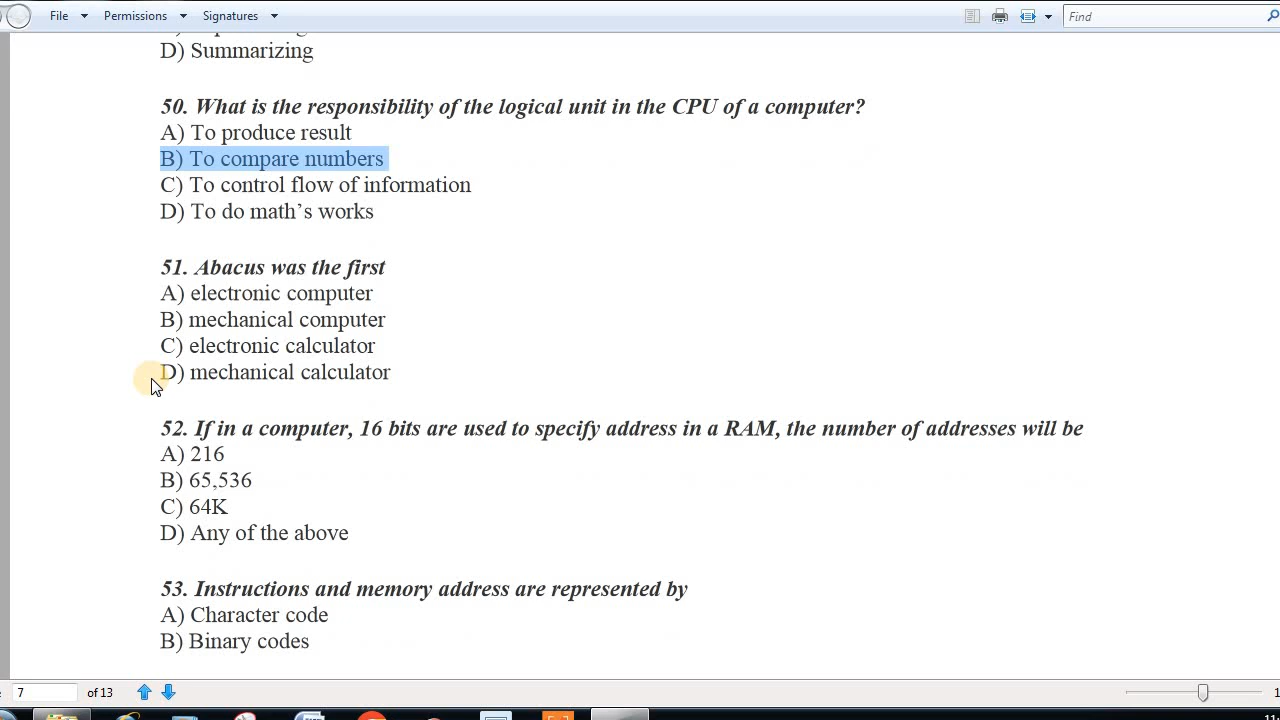 File Permissions Signatures Find
D) Summarizing
50. What is the responsibility of the logical unit in the CPU of a computer?
A) To produce result
B) To compare numbers
C) To control flow of information
D) To do math’s works
51. Abacus was the first
A) electronic computer
B) mechanical computer
C) electronic calculator
D) mechanical calculator
52. If in a computer, 16 bits are used to specify address in a RAM, the number of addresses will be
A) 216
B) 65,536
C) 64K
D) Any of the above
53. Instructions and memory address are represented by
A) Character code
B) Binary codes
7 of 13